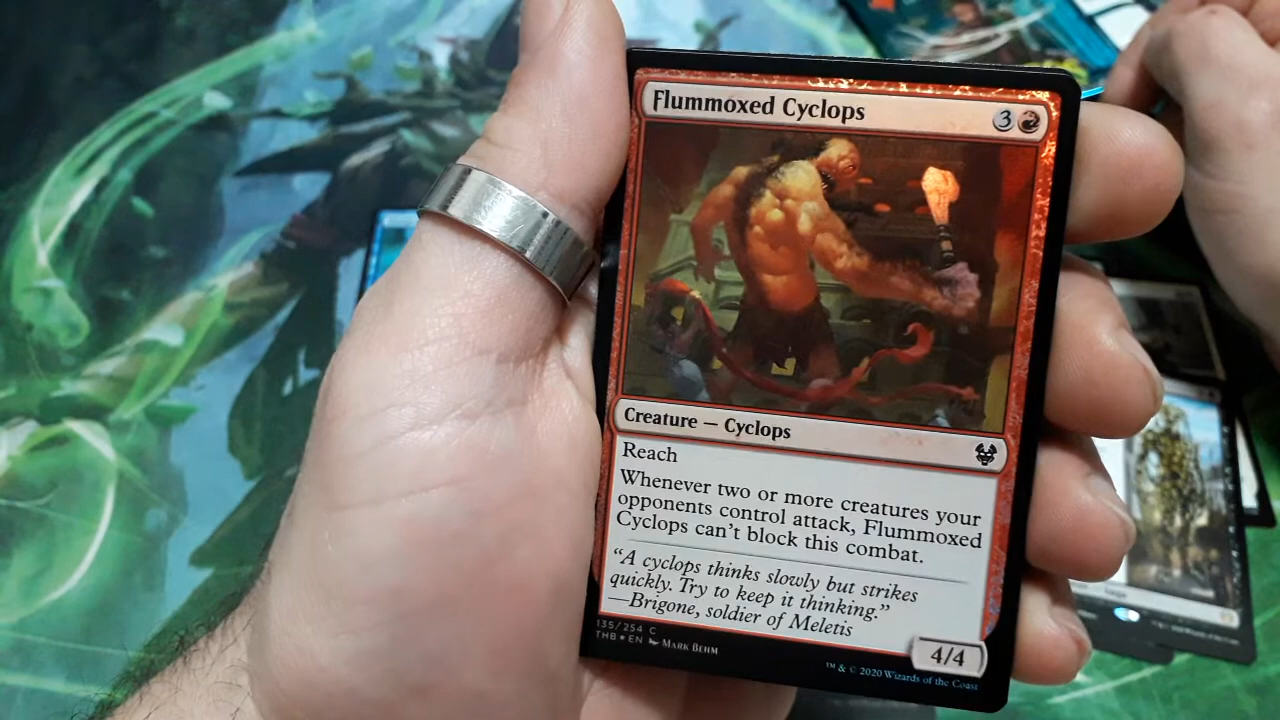 Flummoxed Cyclops 3
Creature — Cyclops
Reach
Whenever two or more creatures your
opponents control attack, Flummoxed
Cyclops can't block this combat.
"A cyclops thinks slowly but strikes
quickly. Try to keep it thinking."
—Brigone, soldier of Meletis
4/4
135/254 C
THB★EN Mark Behm
™ & © 2020 Wizards of the Coast